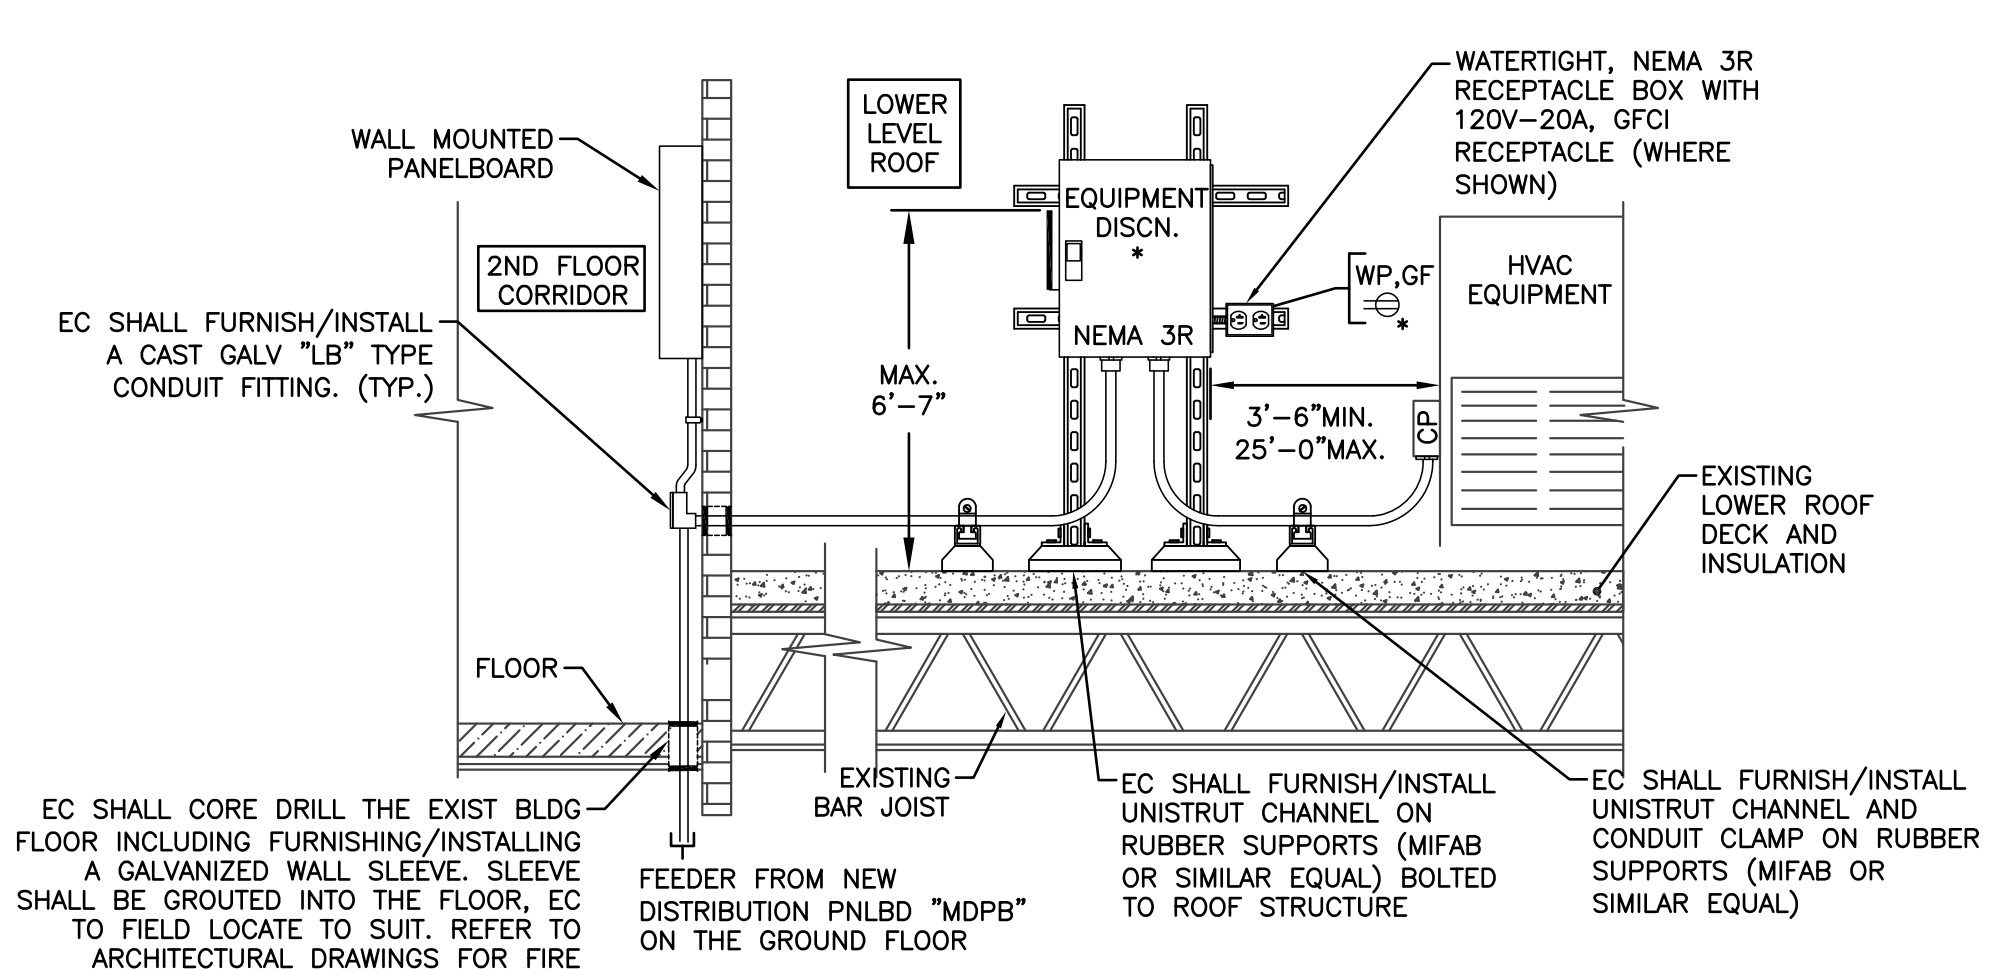 WATERTIGHT, NEMA 3R
RECEPTACLE BOX WITH
120V-20A, GFCI
RECEPTACLE (WHERE
SHOWN)
LOWER
LEVEL
ROOF
WALL MOUNTED
PANELBOARD
EQUIPMENT
DISCN.
*
NEMA 3R
2ND FLOOR
CORRIDOR
WP,GF
*
HVAC
EQUIPMENT
EC SHALL FURNISH/INSTALL
A CAST GALV "LB" TYPE
CONDUIT FITTING. (TYP.)
MAX.
6'-7"
3'-6"MIN.
25'-0"MAX.
CP
EXISTING
LOWER ROOF
DECK AND
INSULATION
FLOOR
EXISTING
BAR JOIST
EC SHALL CORE DRILL THE EXIST BLDG
FLOOR INCLUDING FURNISHING/INSTALLING
A GALVANIZED WALL SLEEVE. SLEEVE
SHALL BE GROUTED INTO THE FLOOR, EC
TO FIELD LOCATE TO SUIT. REFER TO
ARCHITECTURAL DRAWINGS FOR FIRE
FEEDER FROM NEW
DISTRIBUTION PNLBD "MDPB"
ON THE GROUND FLOOR
EC SHALL FURNISH/INSTALL
UNISTRUT CHANNEL ON
RUBBER SUPPORTS (MIFAB
OR SIMILAR EQUAL) BOLTED
TO ROOF STRUCTURE
EC SHALL FURNISH/INSTALL
UNISTRUT CHANNEL AND
CONDUIT CLAMP ON RUBBER
SUPPORTS (MIFAB OR
SIMILAR EQUAL)